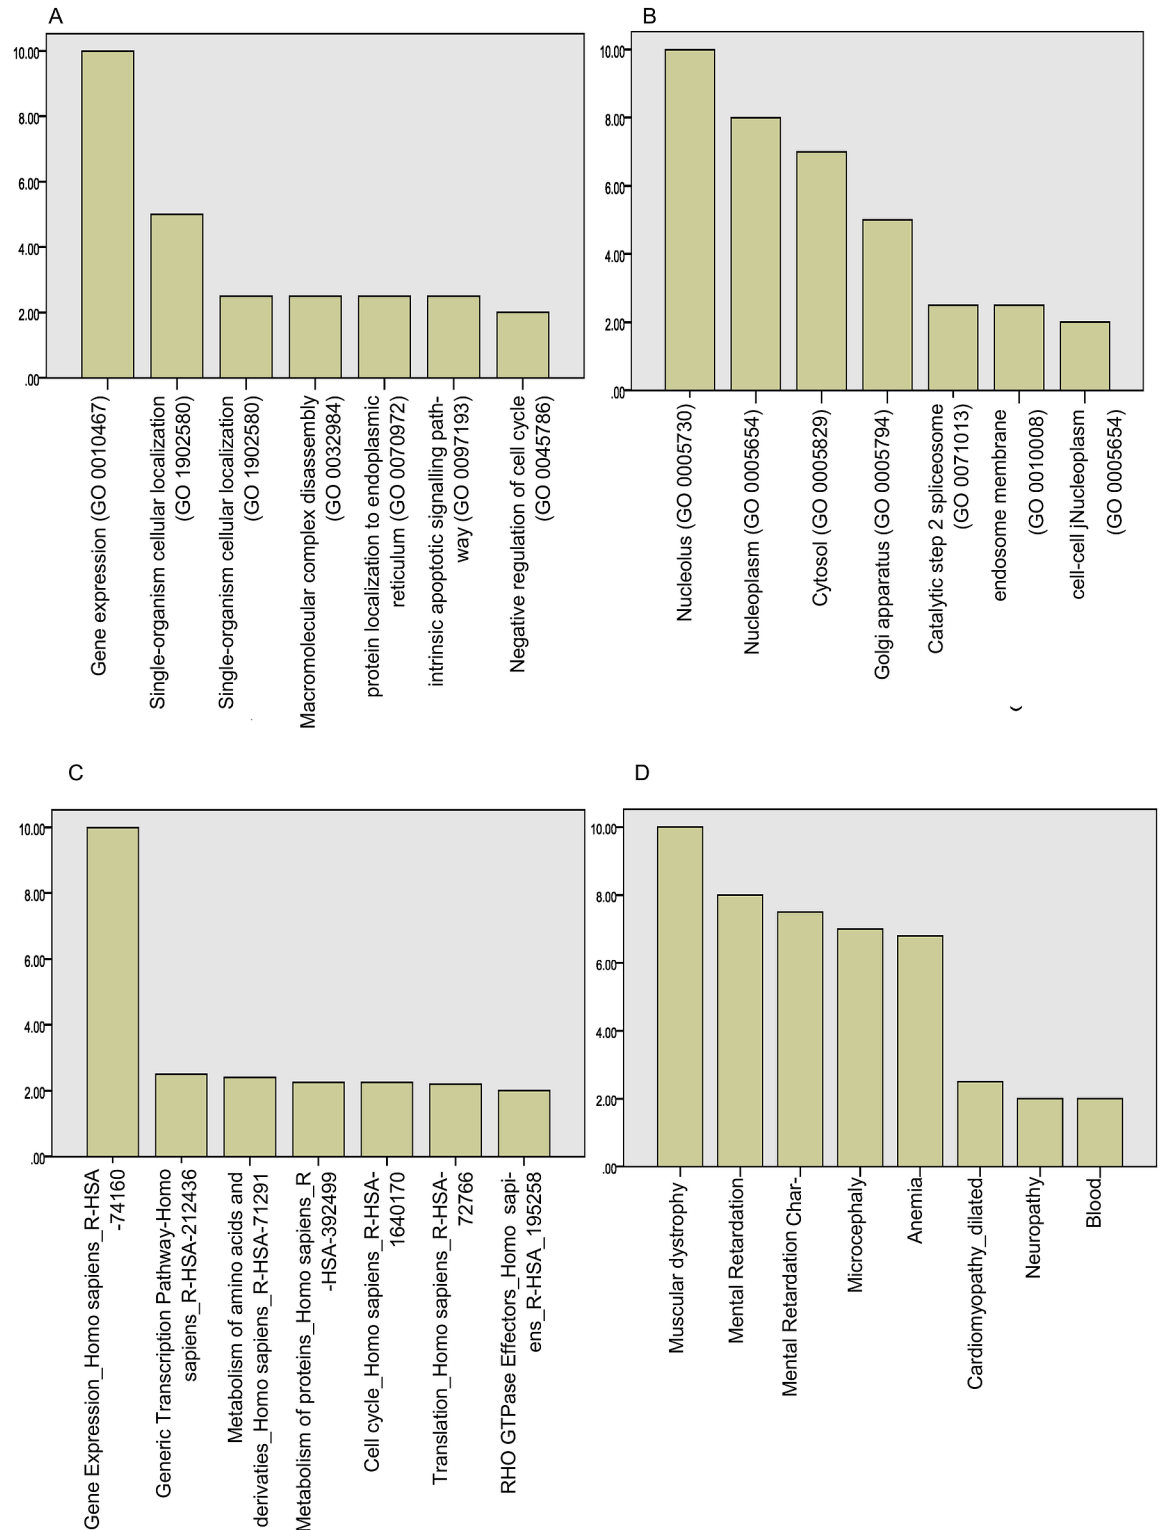 A
10.00
8.00
6.00
4.00
2.00
.00
Gene expression (GO 0010467)
Single-organism cellular localization
(GO 1902580)
Single-organism cellular localization
(GO 1902580)
Macromolecular complex disassembly
(GO 0032984)
protein localization to endoplasmic
reticulum (GO 0070972)
intrinsic apoptotic signalling path-
way (GO 0097193)
Negative regulation of cell cycle
(GO 0045786)
B
10.00
8.00
6.00
4.00
2.00
.00
Nucleolus (GO 0005730)
Nucleoplasm (GO 0005654)
Cytosol (GO 0005829)
Golgi apparatus (GO 0005794)
Catalytic step 2 spliceosome
(GO 0071013)
endosome membrane
(GO 0010008)
cell-cell jNucleoplasm
(GO 0005654)
C
10.00
8.00
6.00
4.00
2.00
.00
Gene Expression_Homo sapiens_R-HSA
-74160
Generic Transcription Pathway-Homo
sapiens_R-HSA-212436
Metabolism of amino acids and
derivaties_Homo sapiens_R-HSA-71291
Metabolism of proteins_Homo sapiens_R
-HSA-392499
Cell cycle_Homo sapiens_R-HSA-
1640170
Translation_Homo sapiens_R-HSA-
72766
RHO GTPase Effectors_Homo sapi-
ens_R-HSA_195258
D
10.00
8.00
6.00
4.00
2.00
.00
Muscular dystrophy
Mental Retardation
Mental Retardation Char-
Microcephaly
Anemia
Cardiomyopathy_dilated
Neuropathy
Blood